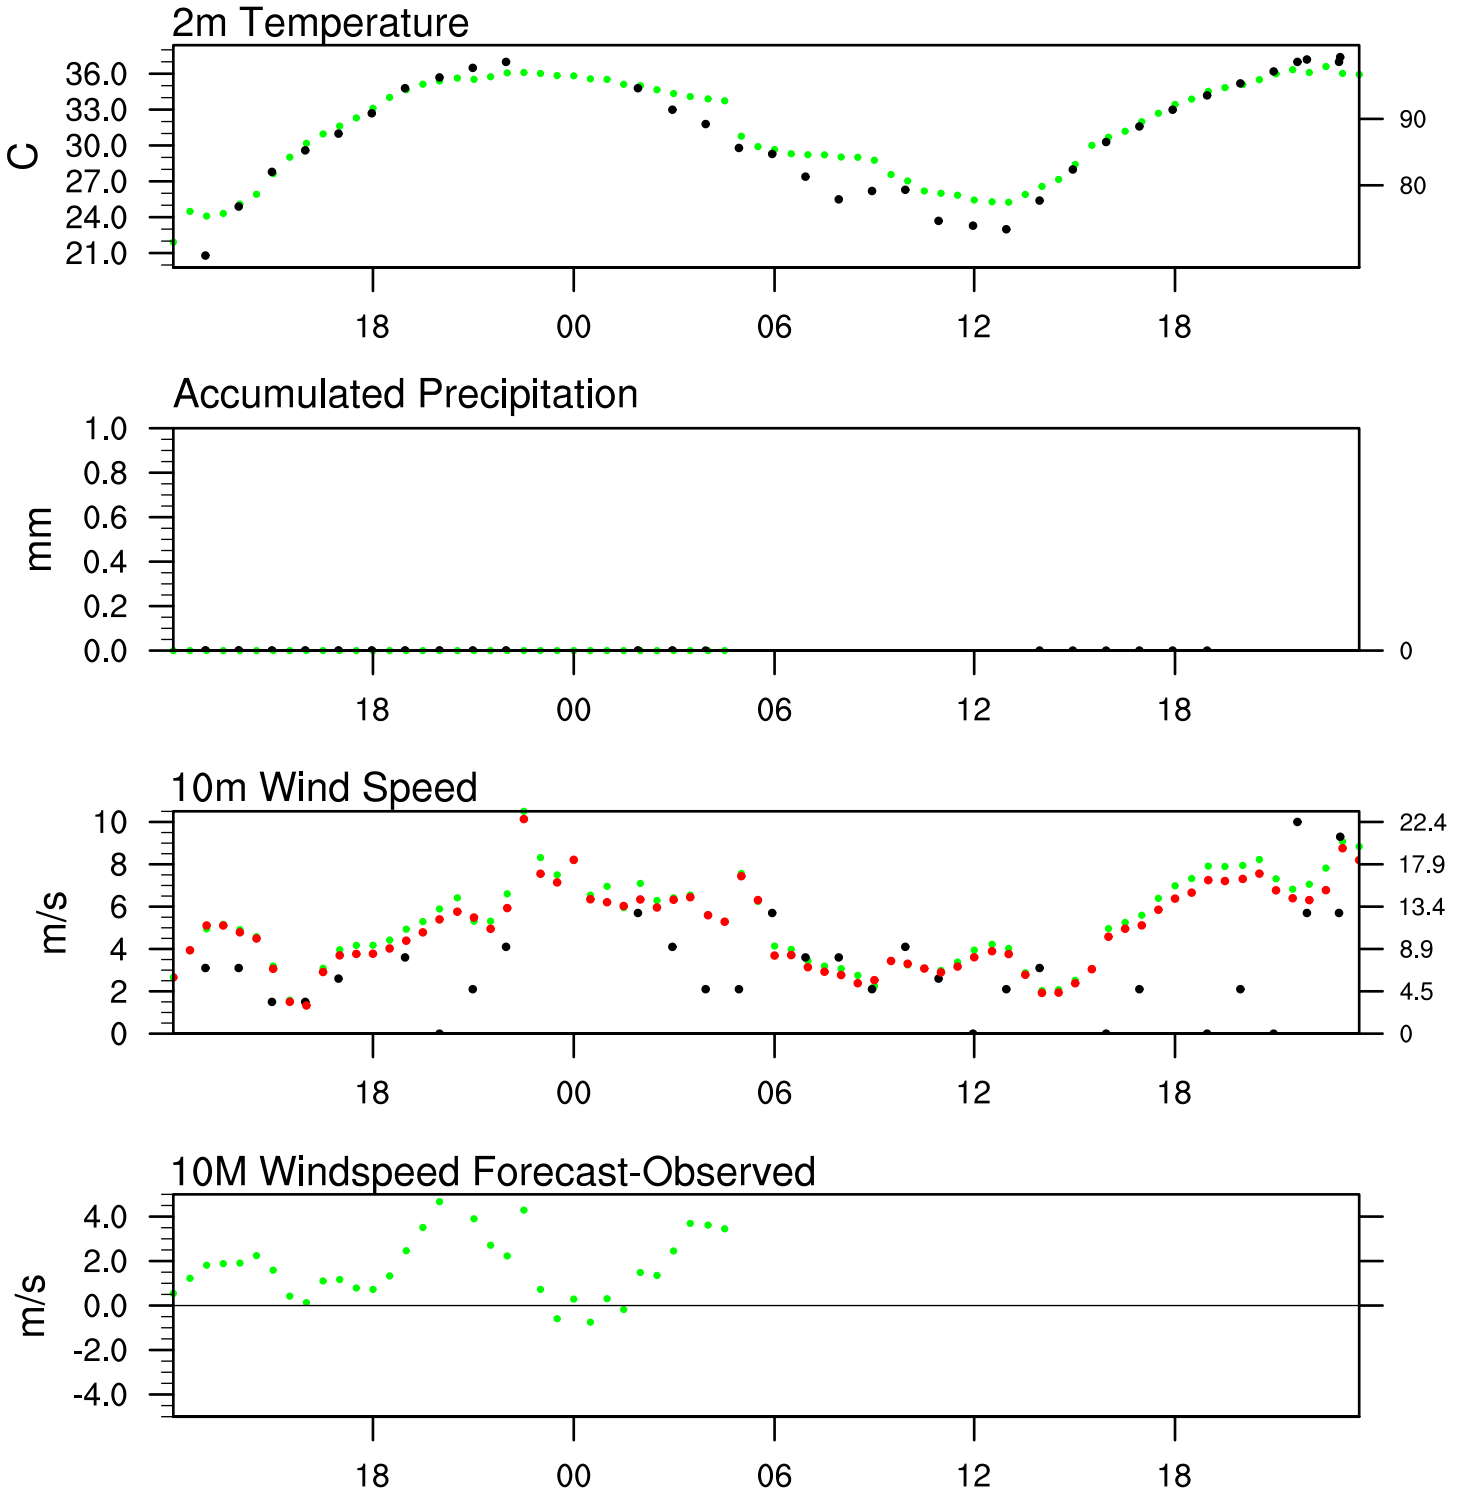 2m Temperature
36.0
33.0
90
C
30.0
27.0
80
24.0
21.0
18 00 06 12 18
Accumulated Precipitation
1.0
0.8
mm
0.6
0.4
0.2
0.0 0
18 00 06 12 18
10m Wind Speed
10 22.4
8 17.9
m/s
6 13.4
4 8.9
2 4.5
0 0
18 00 06 12 18
10M Windspeed Forecast-Observed
4.0
2.0
m/s
0.0
-2.0
-4.0
18 00 06 12 18